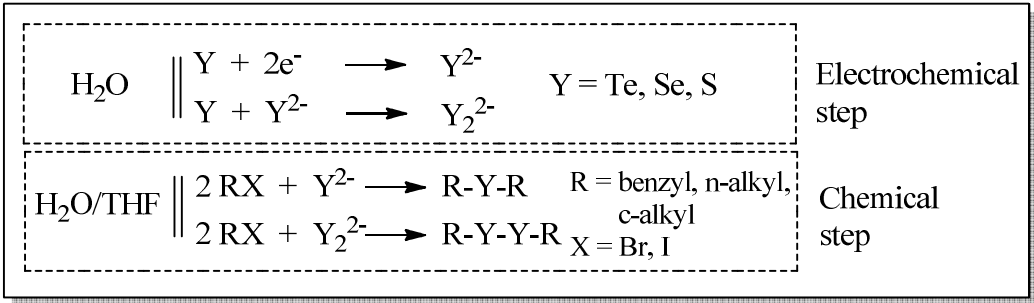 H₂O
Y + 2e⁻ → Y²⁻
Y + Y²⁻ → Y₂²⁻
Y = Te, Se, S
Electrochemical
step
H₂O/THF
2 RX + Y²⁻ → R-Y-R
2 RX + Y₂²⁻ → R-Y-Y-R
R = benzyl, n-alkyl,
c-alkyl
X = Br, I
Chemical
step